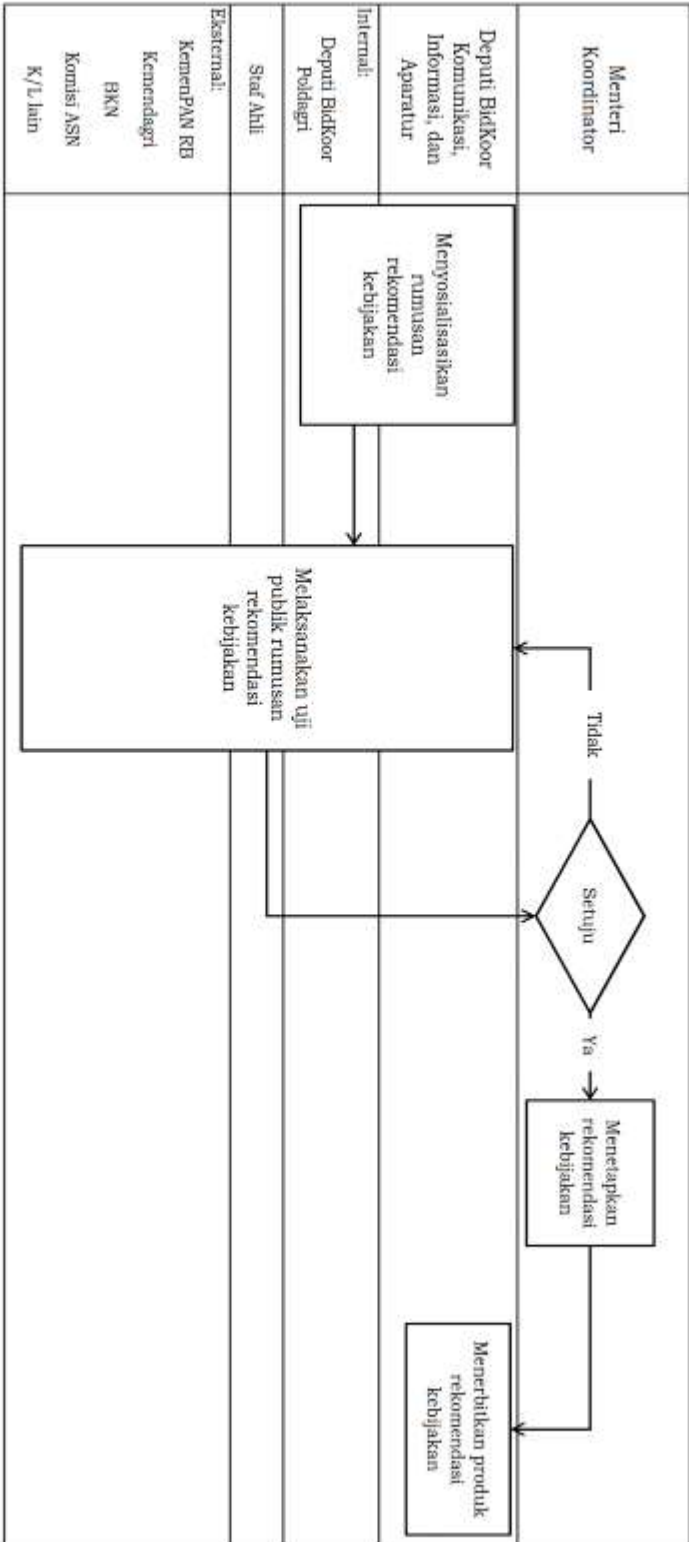 Menteri
Koordinator
Deputi BidKoor
Komunikasi,
Informasi, dan
Aparatur
Internal:
Deputi BidKoor
Poldagri
Staf Ahli
Eksternal:
KemenPAN RB
Kemendagri
BKN
Komisi ASN
K/L lain
Menyosialisasikan
rumusan
rekomendasi
kebijakan
Melaksanakan uji
publik rumusan
rekomendasi
kebijakan
Tidak
Setuju
Ya
Menetapkan
rekomendasi
kebijakan
Menerbitkan produk
rekomendasi
kebijakan